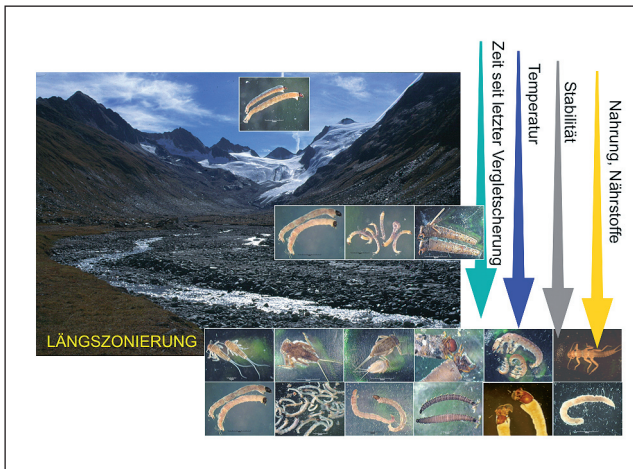 Zeit seit letzter Vergletscherung
Temperatur
Stabilität
Nahrung, Nährstoffe
LÄNGSZONIERUNG